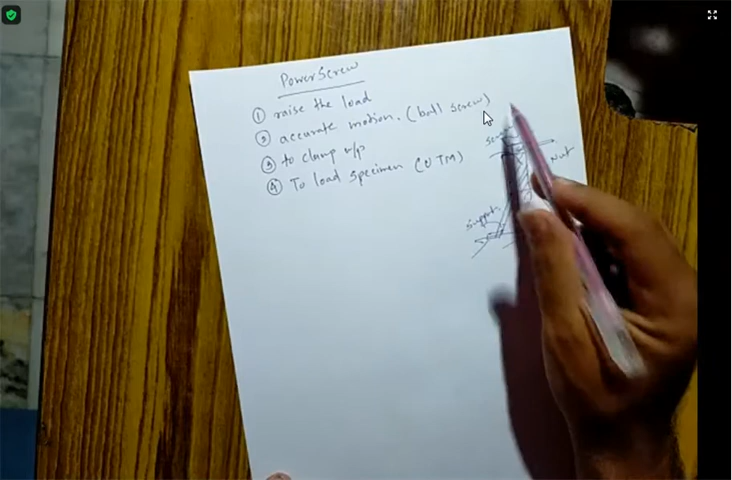 Power Screw
① raise the load
② accurate motion. (ball screw)
③ to clamp w/p
④ To load specimen (UTM)
Nut
support